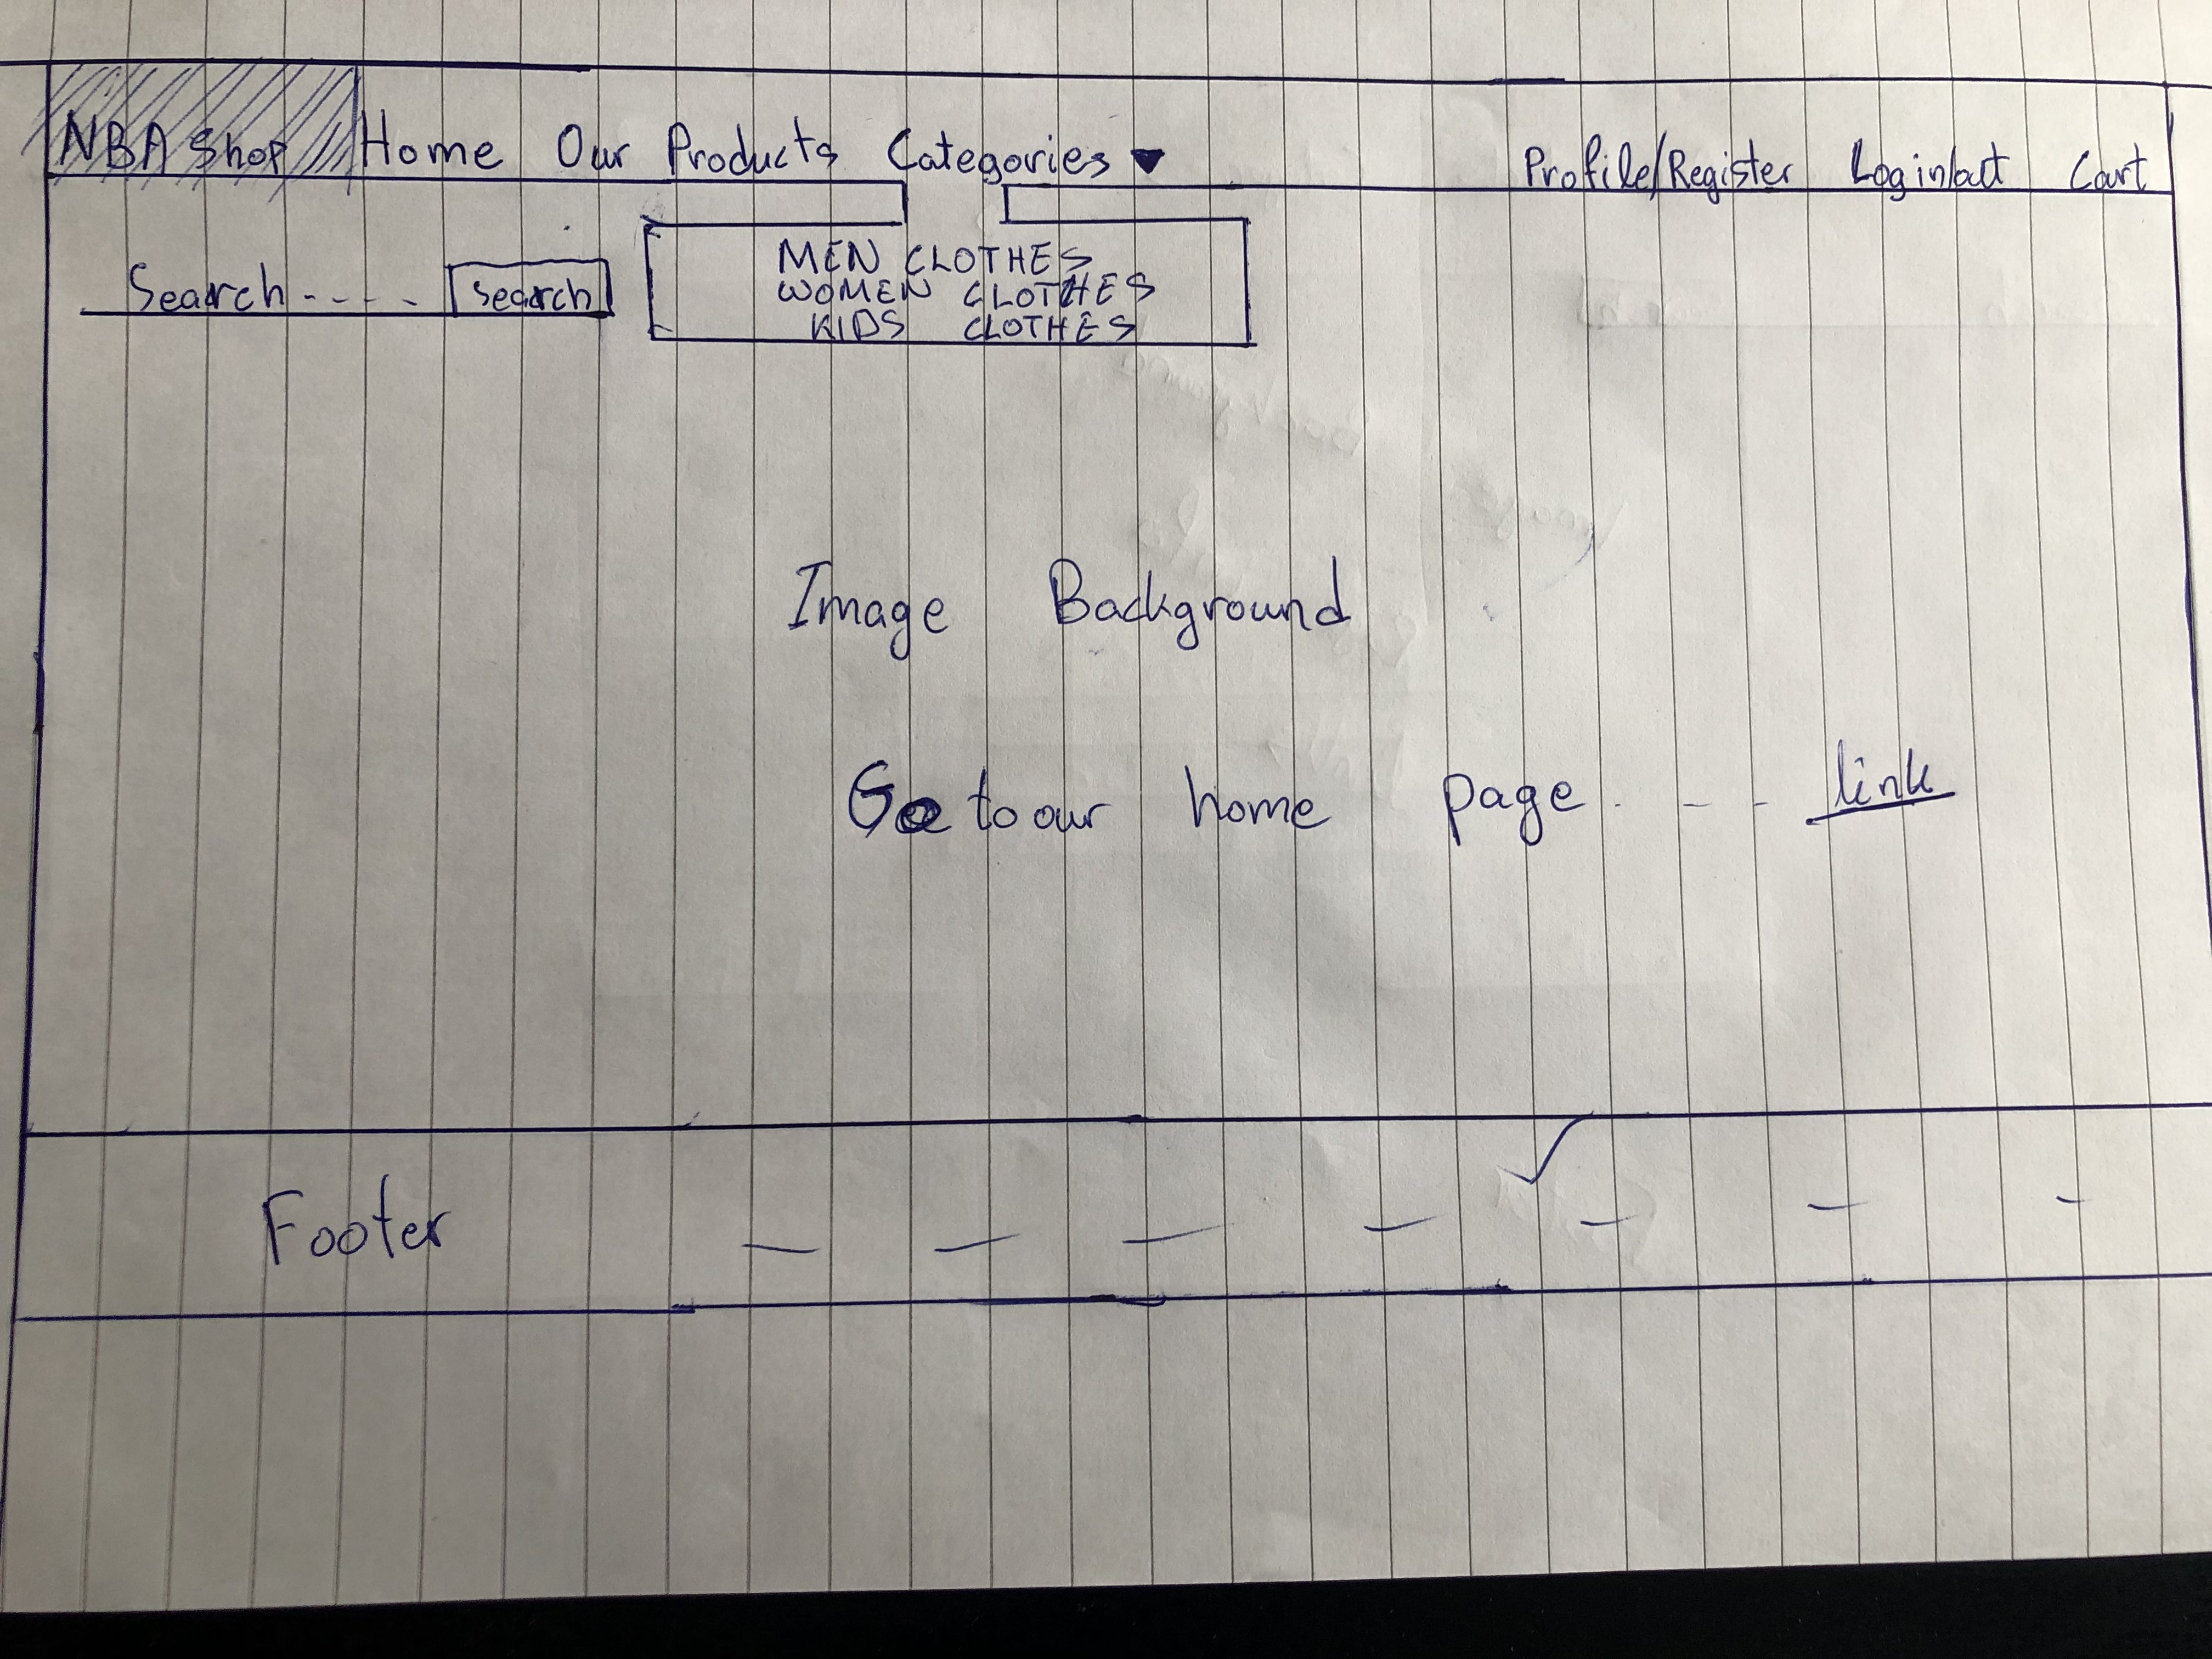 NBA Shop Home Our Products Categories ▼ Profile/Register Login/out Cart
Search - - - - Search
MEN CLOTHES
WOMEN CLOTHES
KIDS CLOTHES
Image Background
Go to our home page . - - link
Footer - - - - - - -